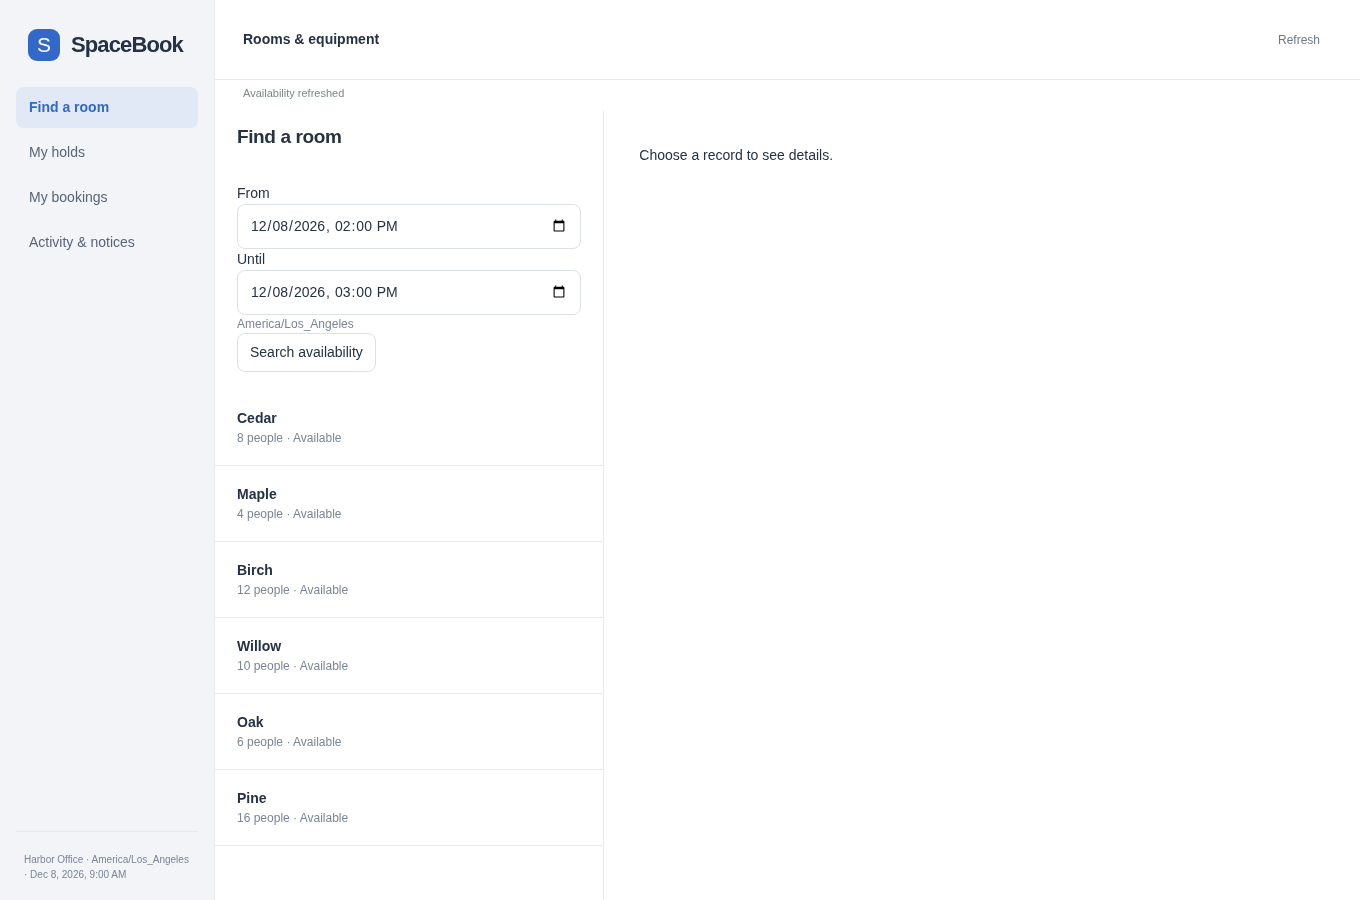 S SpaceBook
Find a room
My holds
My bookings
Activity & notices
Harbor Office · America/Los_Angeles
· Dec 8, 2026, 9:00 AM
Rooms & equipment
Refresh
Availability refreshed
Find a room
From
12/08/2026, 02:00 PM
Until
12/08/2026, 03:00 PM
America/Los_Angeles
Search availability
Cedar
8 people · Available
Maple
4 people · Available
Birch
12 people · Available
Willow
10 people · Available
Oak
6 people · Available
Pine
16 people · Available
Choose a record to see details.